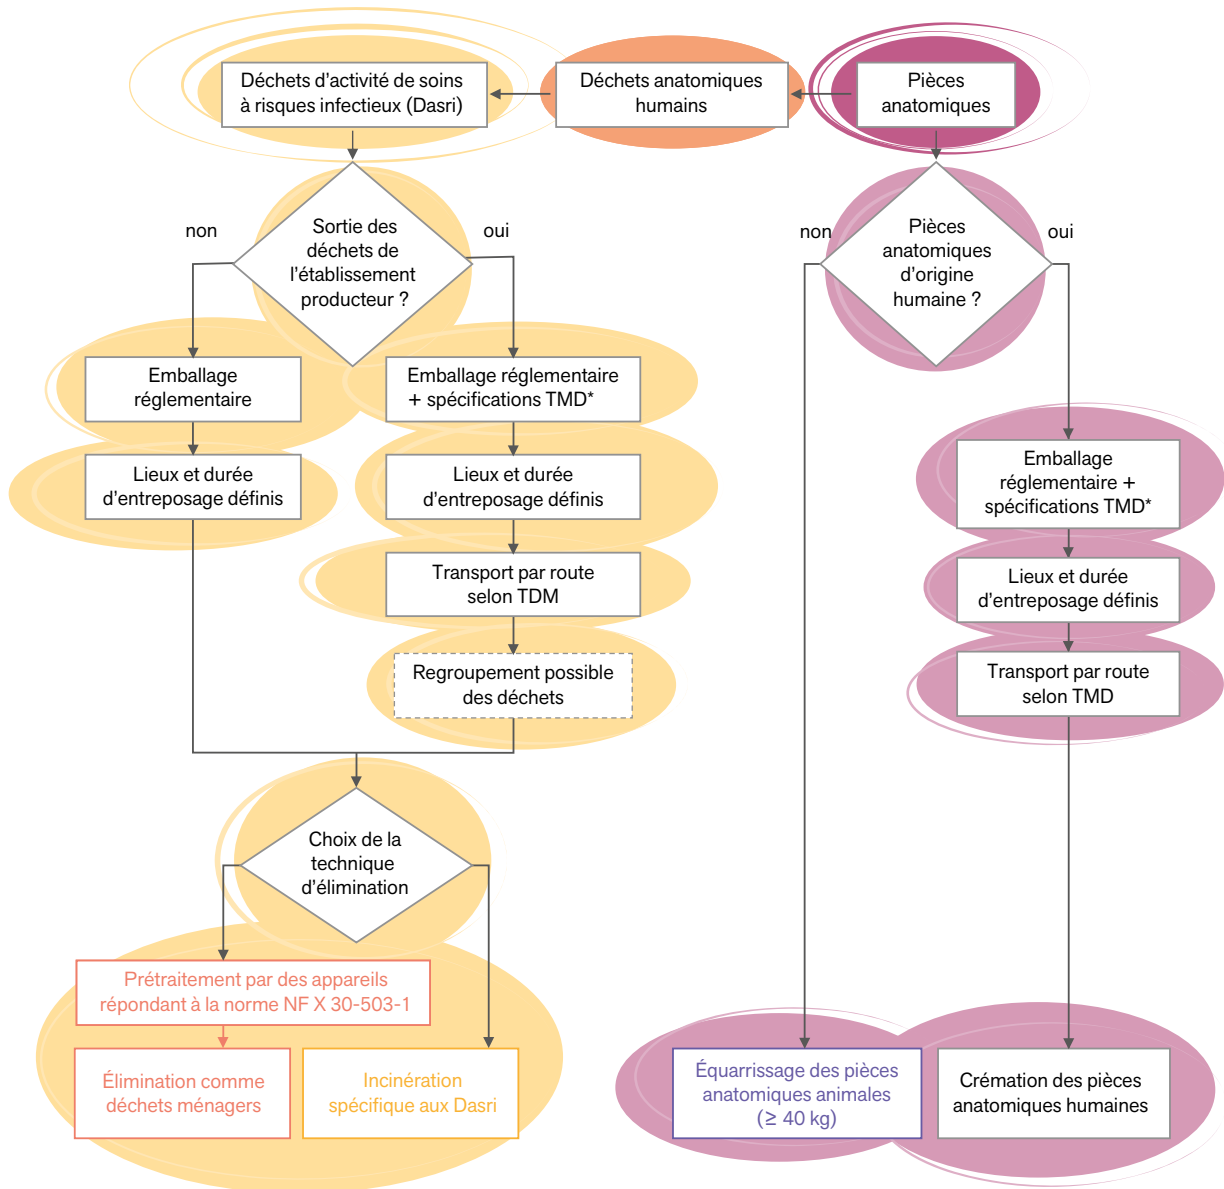 Déchets d'activité de soins
à risques infectieux (Dasri)
Déchets anatomiques
humains
Pièces
anatomiques
Sortie des
déchets de
l'établissement
producteur ?
non
oui
Pièces
anatomiques
d'origine
humaine ?
non
oui
Emballage
réglementaire
Emballage réglementaire
+ spécifications TMD*
Lieux et durée
d'entreposage définis
Lieux et durée
d'entreposage définis
Emballage
réglementaire +
spécifications TMD*
Transport par route
selon TDM
Lieux et durée
d'entreposage définis
Regroupement possible
des déchets
Transport par route
selon TMD
Choix de la
technique
d'élimination
Prétraitement par des appareils
répondant à la norme NF X 30-503-1
Élimination comme
déchets ménagers
Incinération
spécifique aux Dasri
Équarrissage des pièces
anatomiques animales
(≥ 40 kg)
Crémation des pièces
anatomiques humaines